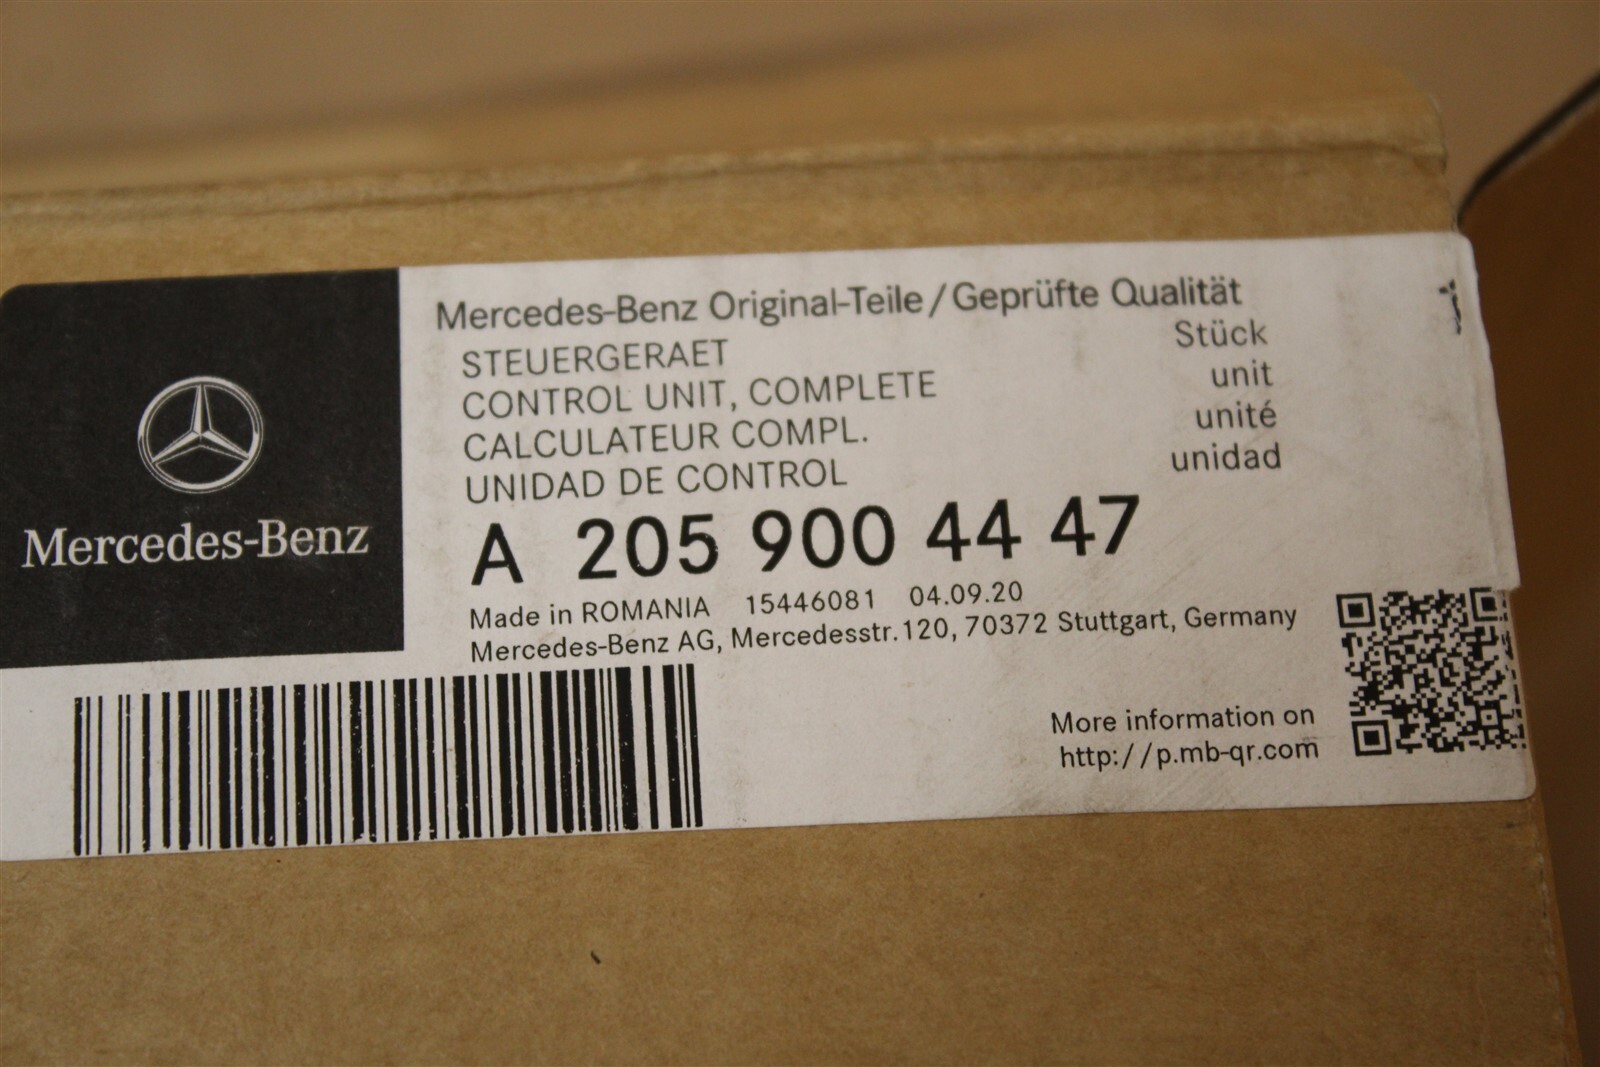 Mercedes-Benz
Mercedes-Benz Original-Teile/Geprüfte Qualität
STEUERGERAET Stück
CONTROL UNIT, COMPLETE unit
CALCULATEUR COMPL. unité
UNIDAD DE CONTROL unidad
A 205 900 44 47
Made in ROMANIA 15446081 04.09.20
Mercedes-Benz AG, Mercedesstr.120, 70372 Stuttgart, Germany
More information on
http://p.mb-qr.com